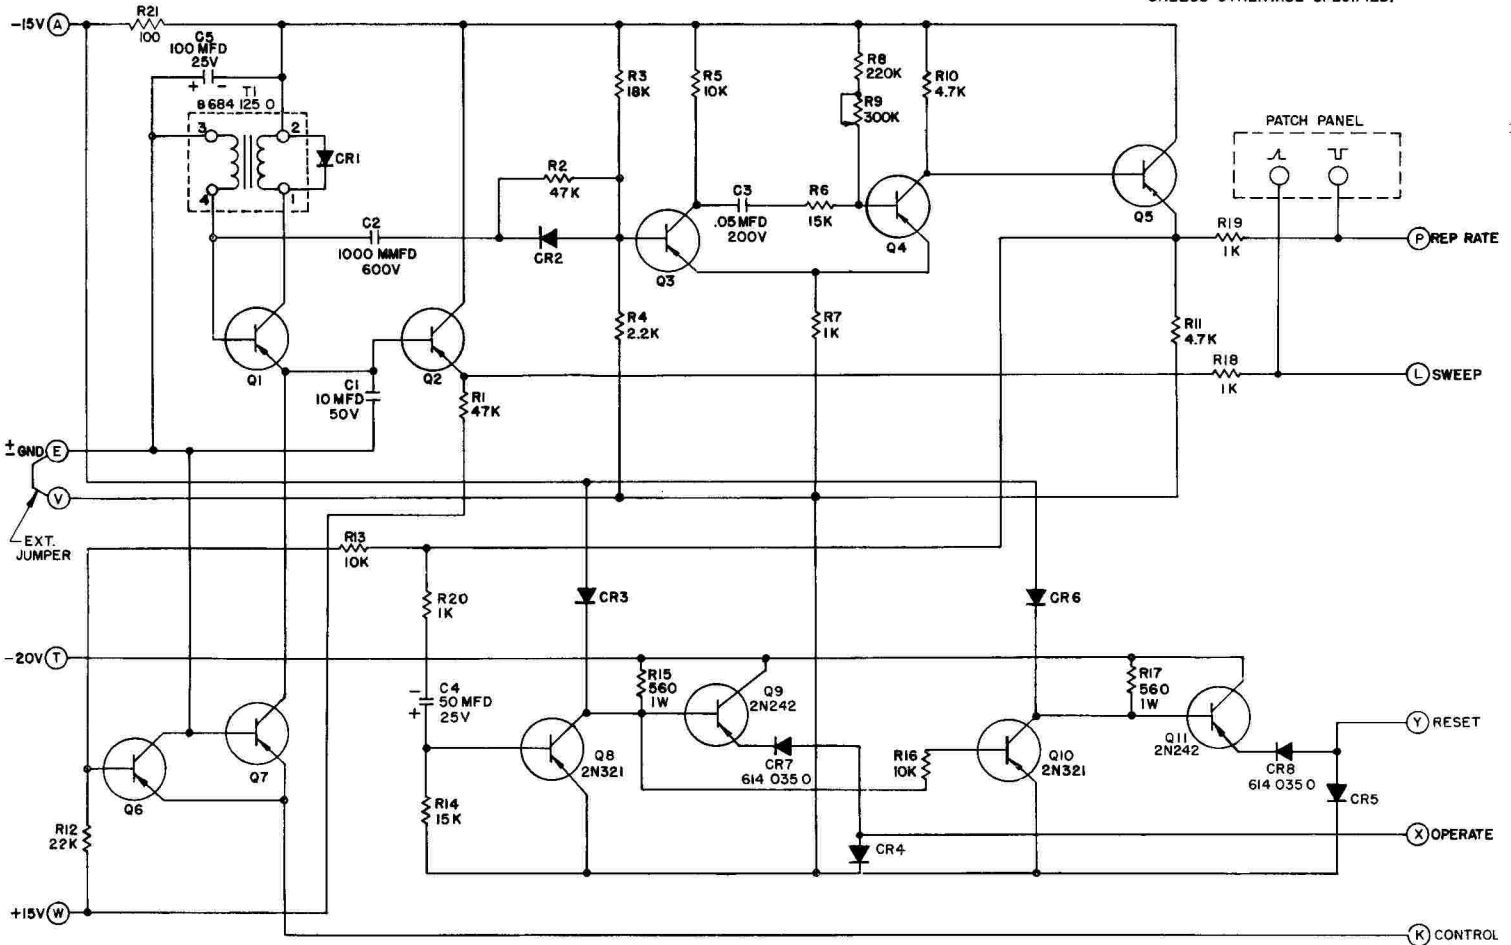 UNLESS OTHERWISE SPECIFIED.
-15V A
R21
100
C5
100 MFD
25V
+ -
T1
B 684 125 0
3
2
4
1
CR1
R2
47K
R3
18K
R5
10K
R8
220K
R9
300K
R10
4.7K
PATCH PANEL
C2
1000 MMFD
600V
CR2
C3
.05 MFD
200V
R6
15K
Q3
Q4
Q5
R19
1K
P REP RATE
Q1
Q2
R4
2.2K
R7
1K
R11
4.7K
R18
1K
L SWEEP
C1
10 MFD
50V
R1
47K
± GND E
V
EXT.
JUMPER
R13
10K
R20
1K
CR3
CR6
-20V T
C4
50 MFD
25V
-
+
R15
560
1W
Q9
2N242
R17
560
1W
Q11
2N242
Y RESET
Q6
Q7
Q8
2N321
CR7
614 035 0
R16
10K
Q10
2N321
CR8
614 035 0
CR5
R12
22K
R14
15K
CR4
X OPERATE
+15V W
K CONTROL